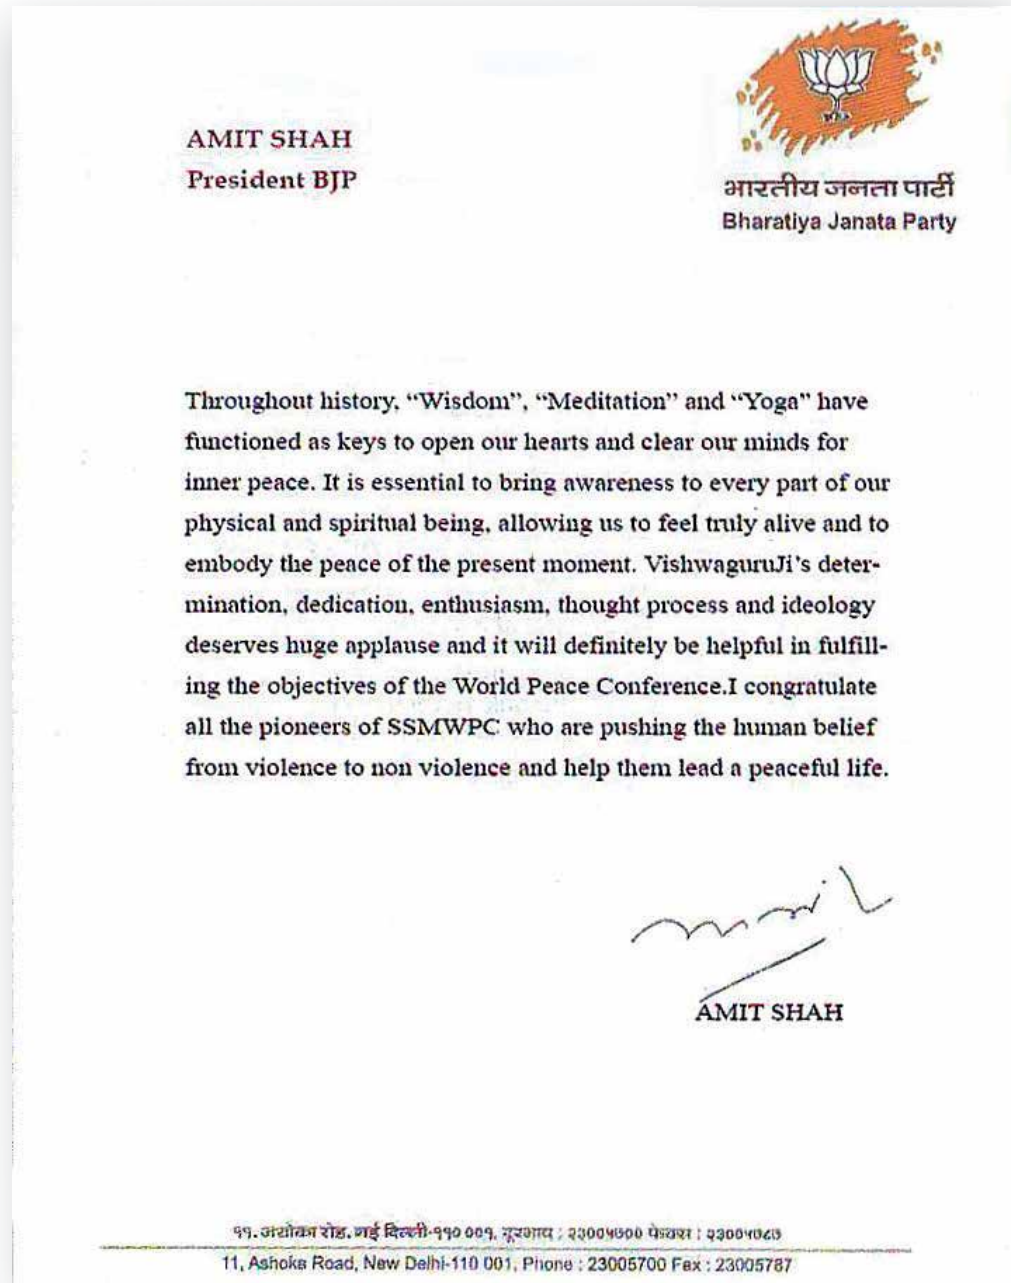 AMIT SHAH
President BJP
भारतीय जनता पार्टी
Bharatiya Janata Party
Throughout history, “Wisdom”, “Meditation” and “Yoga” have
functioned as keys to open our hearts and clear our minds for
inner peace. It is essential to bring awareness to every part of our
physical and spiritual being, allowing us to feel truly alive and to
embody the peace of the present moment. VishwaguruJi’s deter-
mination, dedication, enthusiasm, thought process and ideology
deserves huge applause and it will definitely be helpful in fulfill-
ing the objectives of the World Peace Conference.I congratulate
all the pioneers of SSMWPC who are pushing the human belief
from violence to non violence and help them lead a peaceful life.
AMIT SHAH
११, अशोका रोड, नई दिल्ली-११० ००१, दूरभाष : २३००५७०० फैक्स : २३००५७८७
11, Ashoka Road, New Delhi-110 001, Phone : 23005700 Fax : 23005787